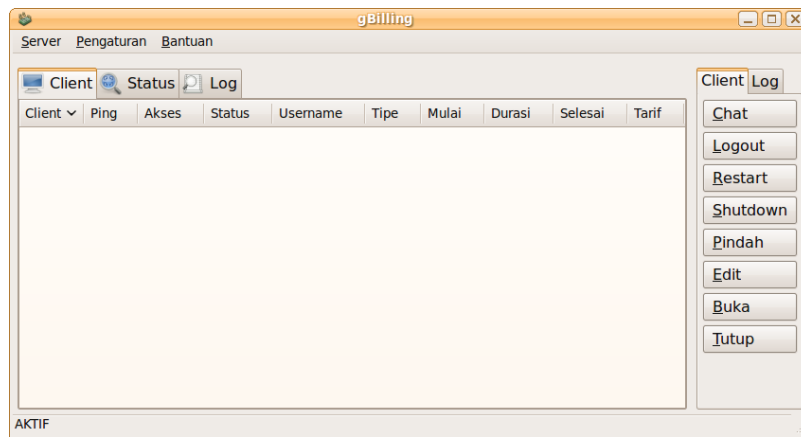 gBilling
Server Pengaturan Bantuan
Client Status Log
Client Log
Client Ping Akses Status Username Tipe Mulai Durasi Selesai Tarif
Chat
Logout
Restart
Shutdown
Pindah
Edit
Buka
Tutup
AKTIF